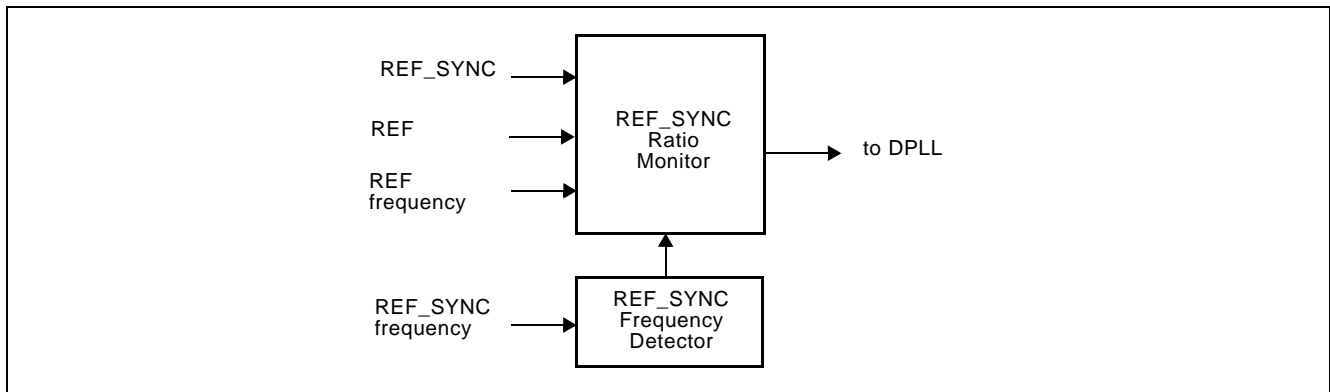 REF_SYNC
REF
REF
frequency
REF_SYNC
Ratio
Monitor
to DPLL
REF_SYNC
frequency
REF_SYNC
Frequency
Detector